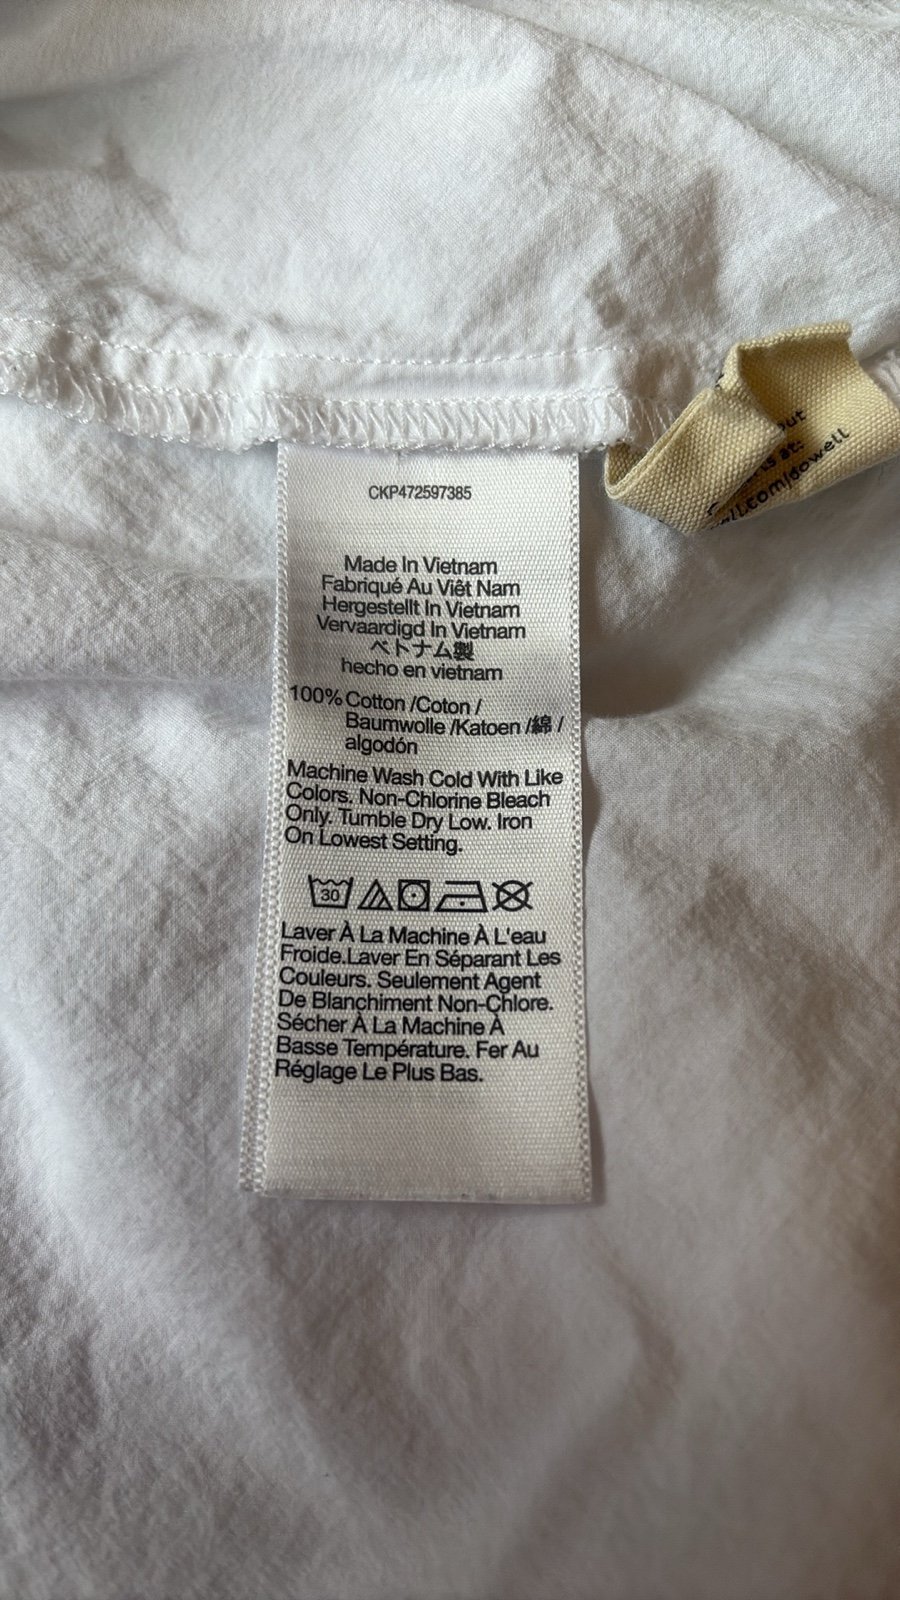 CKP472597385
Made In Vietnam
Fabriqué Au Viêt Nam
Hergestellt In Vietnam
Vervaardigd In Vietnam
ベトナム製
hecho en vietnam
100% Cotton /Coton /
Baumwolle /Katoen /綿 /
algodón
Machine Wash Cold With Like
Colors. Non-Chlorine Bleach
Only. Tumble Dry Low. Iron
On Lowest Setting.
30
Laver À La Machine À L'eau
Froide.Laver En Séparant Les
Couleurs. Seulement Agent
De Blanchiment Non-Chlore.
Sécher À La Machine À
Basse Température. Fer Au
Réglage Le Plus Bas.
at:
.com/dowell